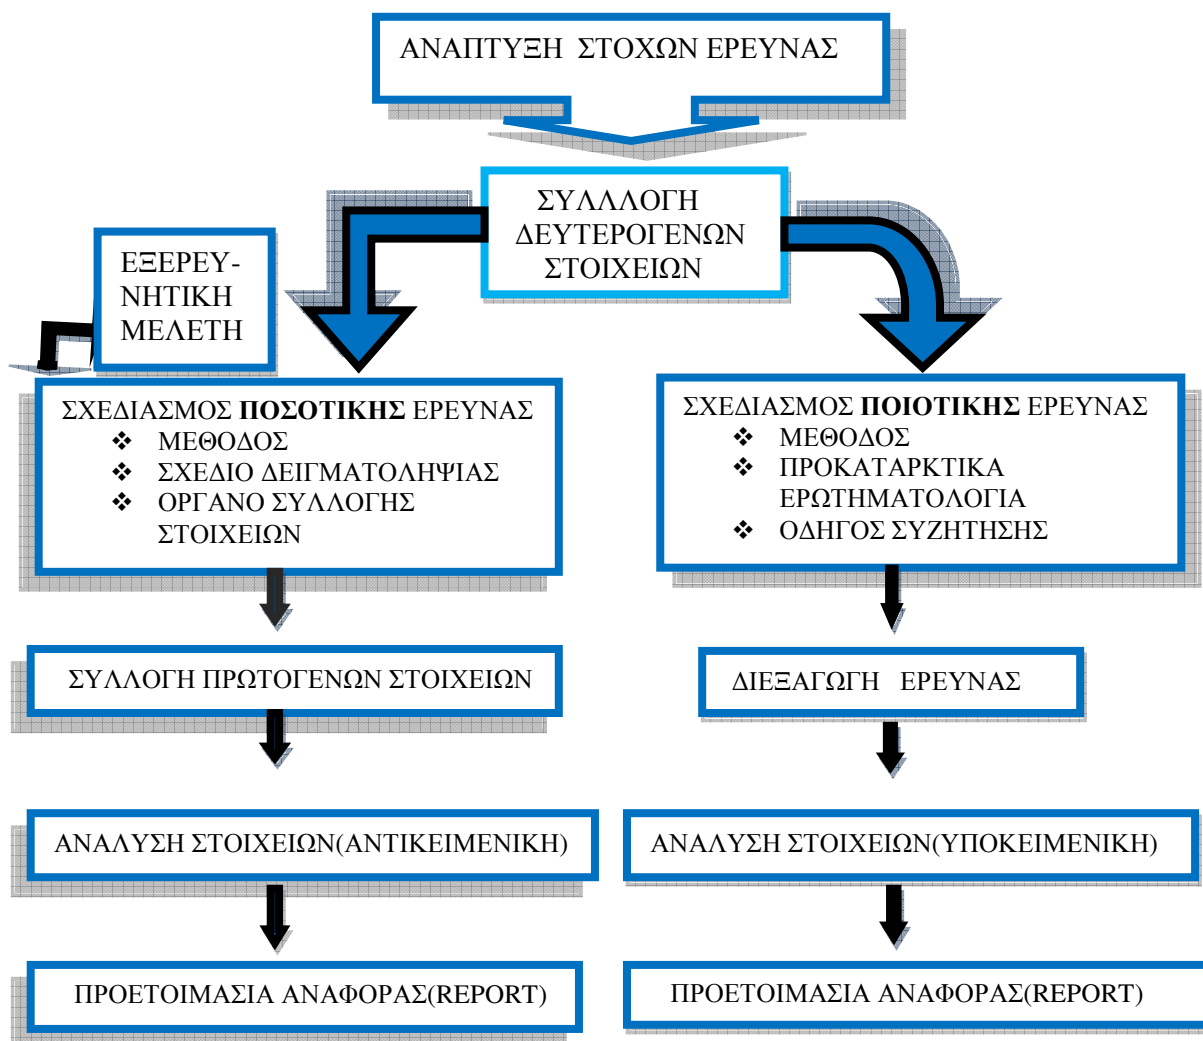 ΑΝΑΠΤΥΞΗ ΣΤΟΧΩΝ ΕΡΕΥΝΑΣ
ΣΥΛΛΛΟΓΗ
ΔΕΥΤΕΡΟΓΕΝΩΝ
ΣΤΟΙΧΕΙΩΝ
ΕΞΕΡΕΥ-
ΝΗΤΙΚΗ
ΜΕΛΕΤΗ
ΣΧΕΔΙΑΣΜΟΣ ΠΟΣΟΤΙΚΗΣ ΕΡΕΥΝΑΣ
❖ ΜΕΘΟΔΟΣ
❖ ΣΧΕΔΙΟ ΔΕΙΓΜΑΤΟΛΗΨΙΑΣ
❖ ΟΡΓΑΝΟ ΣΥΛΛΟΓΗΣ
ΣΤΟΙΧΕΙΩΝ
ΣΥΛΛΟΓΗ ΠΡΩΤΟΓΕΝΩΝ ΣΤΟΙΧΕΙΩΝ
ΑΝΑΛΥΣΗ ΣΤΟΙΧΕΙΩΝ(ΑΝΤΙΚΕΙΜΕΝΙΚΗ)
ΠΡΟΕΤΟΙΜΑΣΙΑ ΑΝΑΦΟΡΑΣ(REPORT)
ΣΧΕΔΙΑΣΜΟΣ ΠΟΙΟΤΙΚΗΣ ΕΡΕΥΝΑΣ
❖ ΜΕΘΟΔΟΣ
❖ ΠΡΟΚΑΤΑΡΚΤΙΚΑ
ΕΡΩΤΗΜΑΤΟΛΟΓΙΑ
❖ ΟΔΗΓΟΣ ΣΥΖΗΤΗΣΗΣ
ΔΙΕΞΑΓΩΓΗ ΕΡΕΥΝΑΣ
ΑΝΑΛΥΣΗ ΣΤΟΙΧΕΙΩΝ(ΥΠΟΚΕΙΜΕΝΙΚΗ)
ΠΡΟΕΤΟΙΜΑΣΙΑ ΑΝΑΦΟΡΑΣ(REPORT)